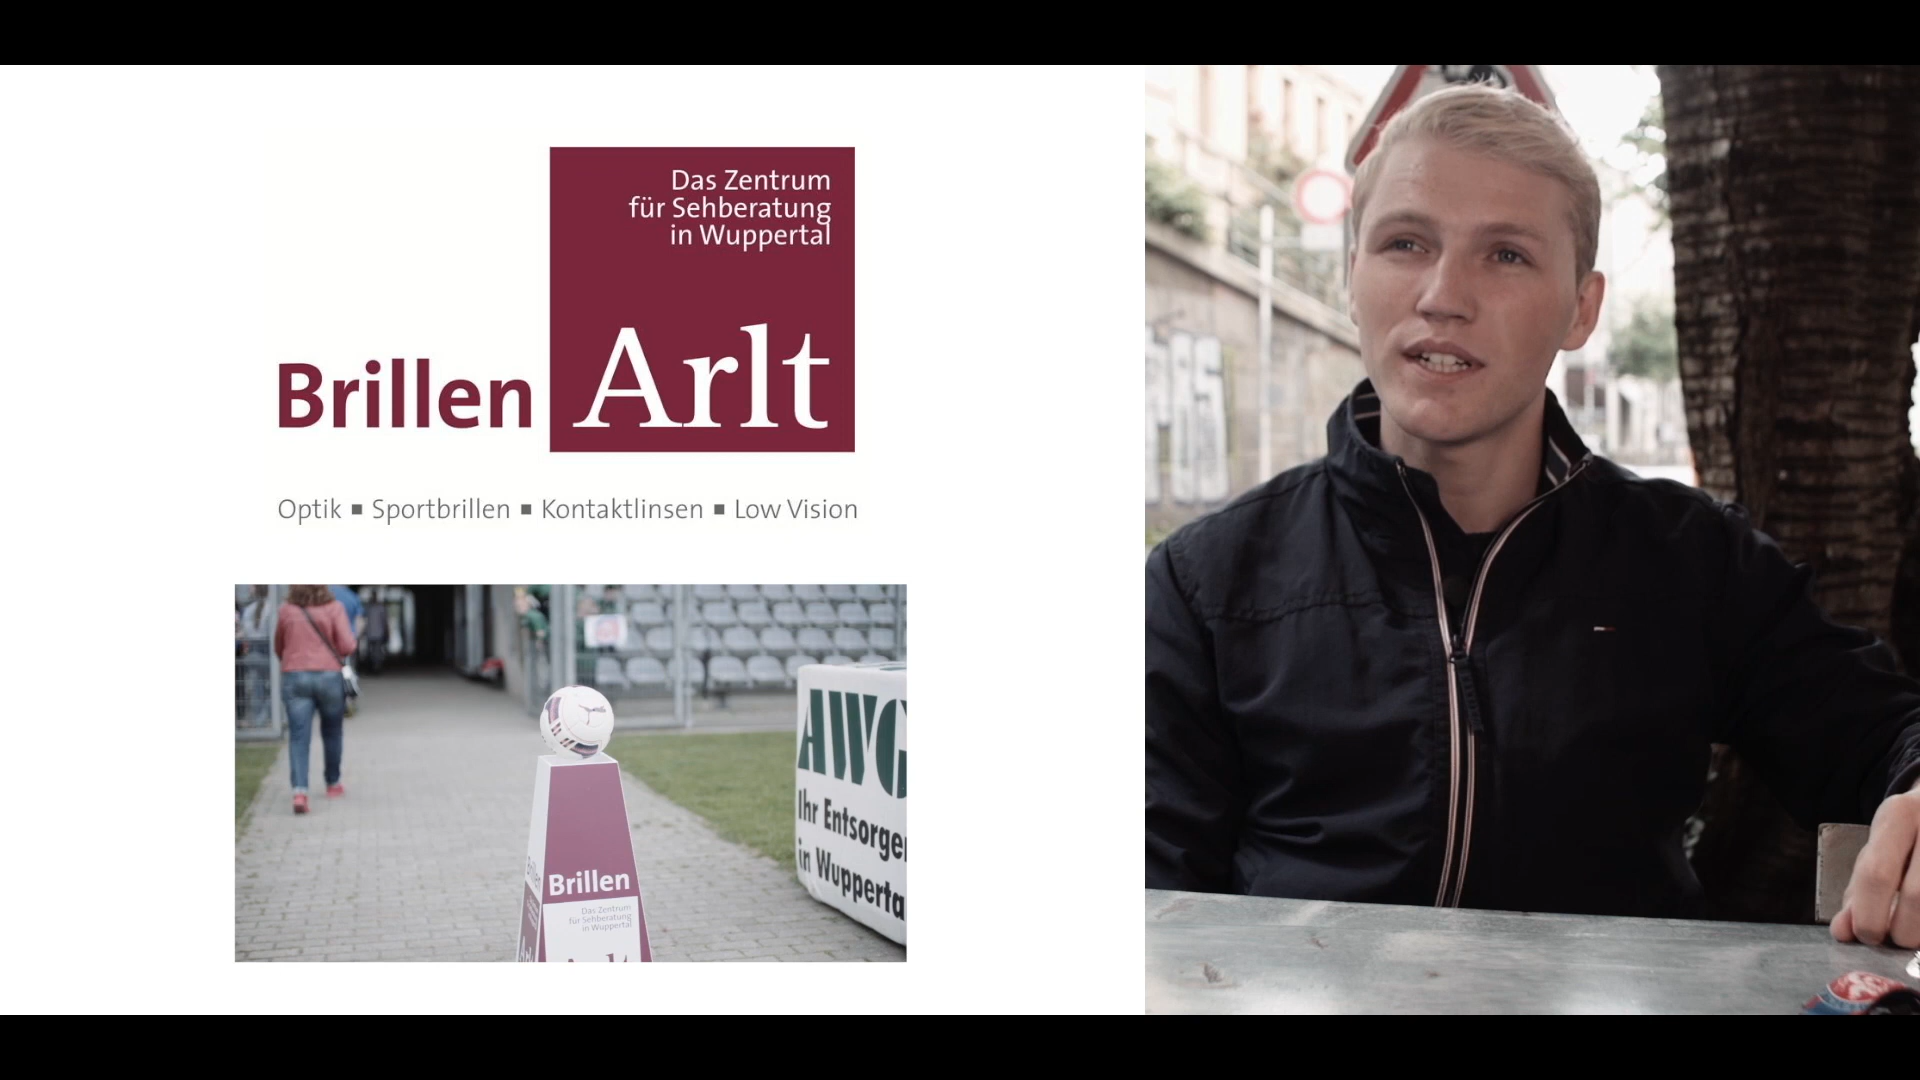 Das Zentrum
für Sehberatung
in Wuppertal
Brillen Arlt
Optik ▪ Sportbrillen ▪ Kontaktlinsen ▪ Low Vision
AWG
Ihr Entsorger
in Wuppertal
Brillen
Das Zentrum
für Sehberatung
in Wuppertal
Arlt